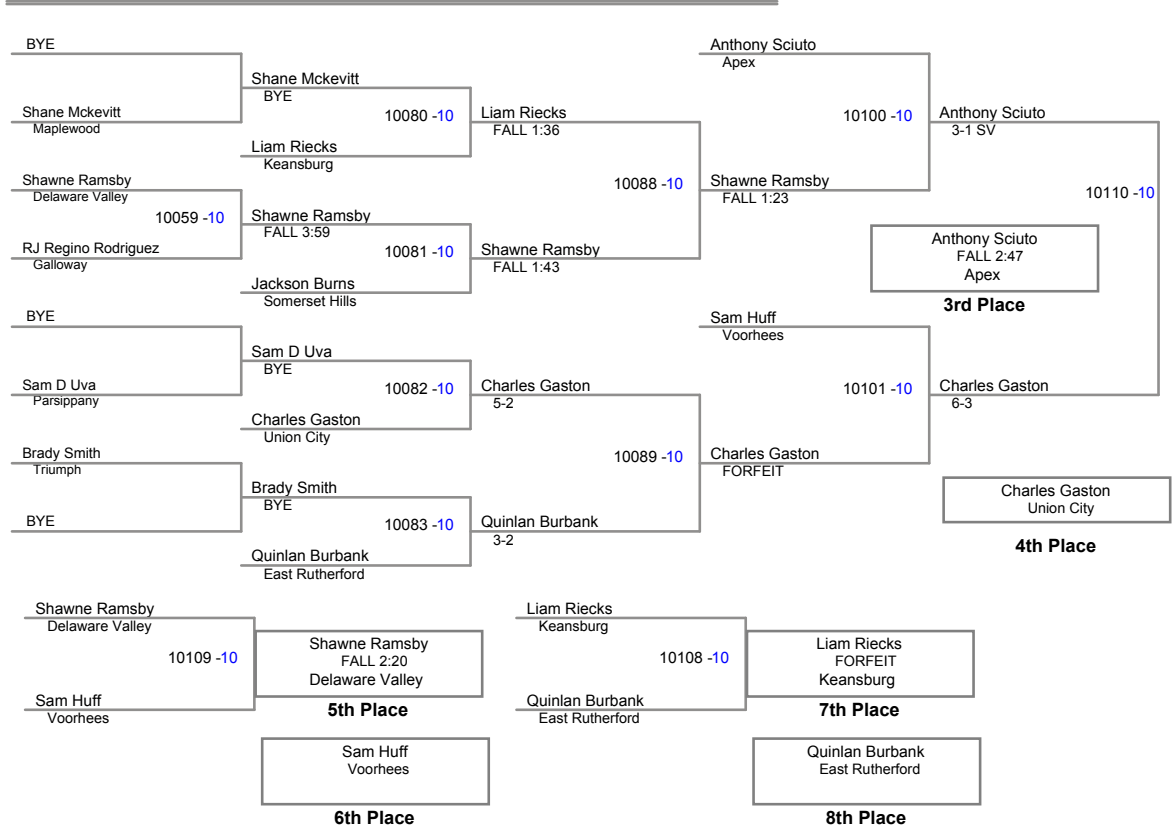 BYE
Anthony Sciuto
Apex
Shane Mckevitt
BYE
Shane Mckevitt
Maplewood
10080 -10
Liam Riecks
FALL 1:36
10100 -10
Anthony Sciuto
3-1 SV
Liam Riecks
Keansburg
Shawne Ramsby
Delaware Valley
10088 -10
Shawne Ramsby
FALL 1:23
10110 -10
10059 -10
Shawne Ramsby
FALL 3:59
RJ Regino Rodriguez
Galloway
10081 -10
Shawne Ramsby
FALL 1:43
Anthony Sciuto
FALL 2:47
Apex
3rd Place
Jackson Burns
Somerset Hills
BYE
Sam Huff
Voorhees
Sam D Uva
BYE
Sam D Uva
Parsippany
10082 -10
Charles Gaston
5-2
10101 -10
Charles Gaston
6-3
Charles Gaston
Union City
Brady Smith
Triumph
10089 -10
Charles Gaston
FORFEIT
Brady Smith
BYE
Charles Gaston
Union City
4th Place
BYE
10083 -10
Quinlan Burbank
3-2
Quinlan Burbank
East Rutherford
Shawne Ramsby
Delaware Valley
10109 -10
Shawne Ramsby
FALL 2:20
Delaware Valley
5th Place
Sam Huff
Voorhees
Sam Huff
Voorhees
6th Place
Liam Riecks
Keansburg
10108 -10
Liam Riecks
FORFEIT
Keansburg
7th Place
Quinlan Burbank
East Rutherford
Quinlan Burbank
East Rutherford
8th Place